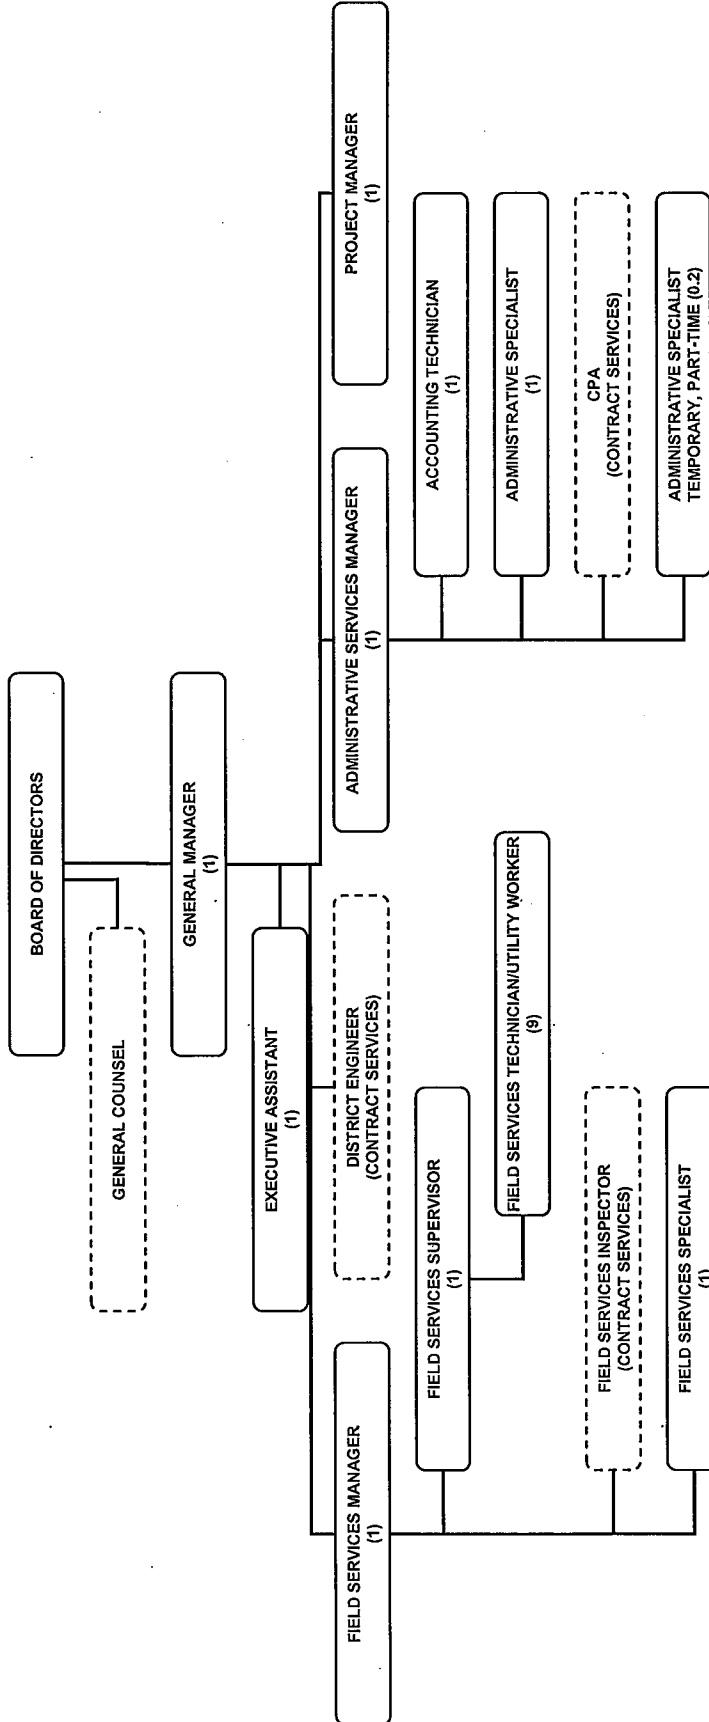 BOARD OF DIRECTORS
GENERAL COUNSEL
GENERAL MANAGER
(1)
EXECUTIVE ASSISTANT
(1)
FIELD SERVICES MANAGER
(1)
DISTRICT ENGINEER
(CONTRACT SERVICES)
ADMINISTRATIVE SERVICES MANAGER
(1)
PROJECT MANAGER
(1)
FIELD SERVICES SUPERVISOR
(1)
FIELD SERVICES TECHNICIAN/UTILITY WORKER
(9)
FIELD SERVICES INSPECTOR
(CONTRACT SERVICES)
FIELD SERVICES SPECIALIST
(1)
ACCOUNTING TECHNICIAN
(1)
ADMINISTRATIVE SPECIALIST
(1)
CPA
(CONTRACT SERVICES)
ADMINISTRATIVE SPECIALIST
TEMPORARY, PART-TIME (0.2)